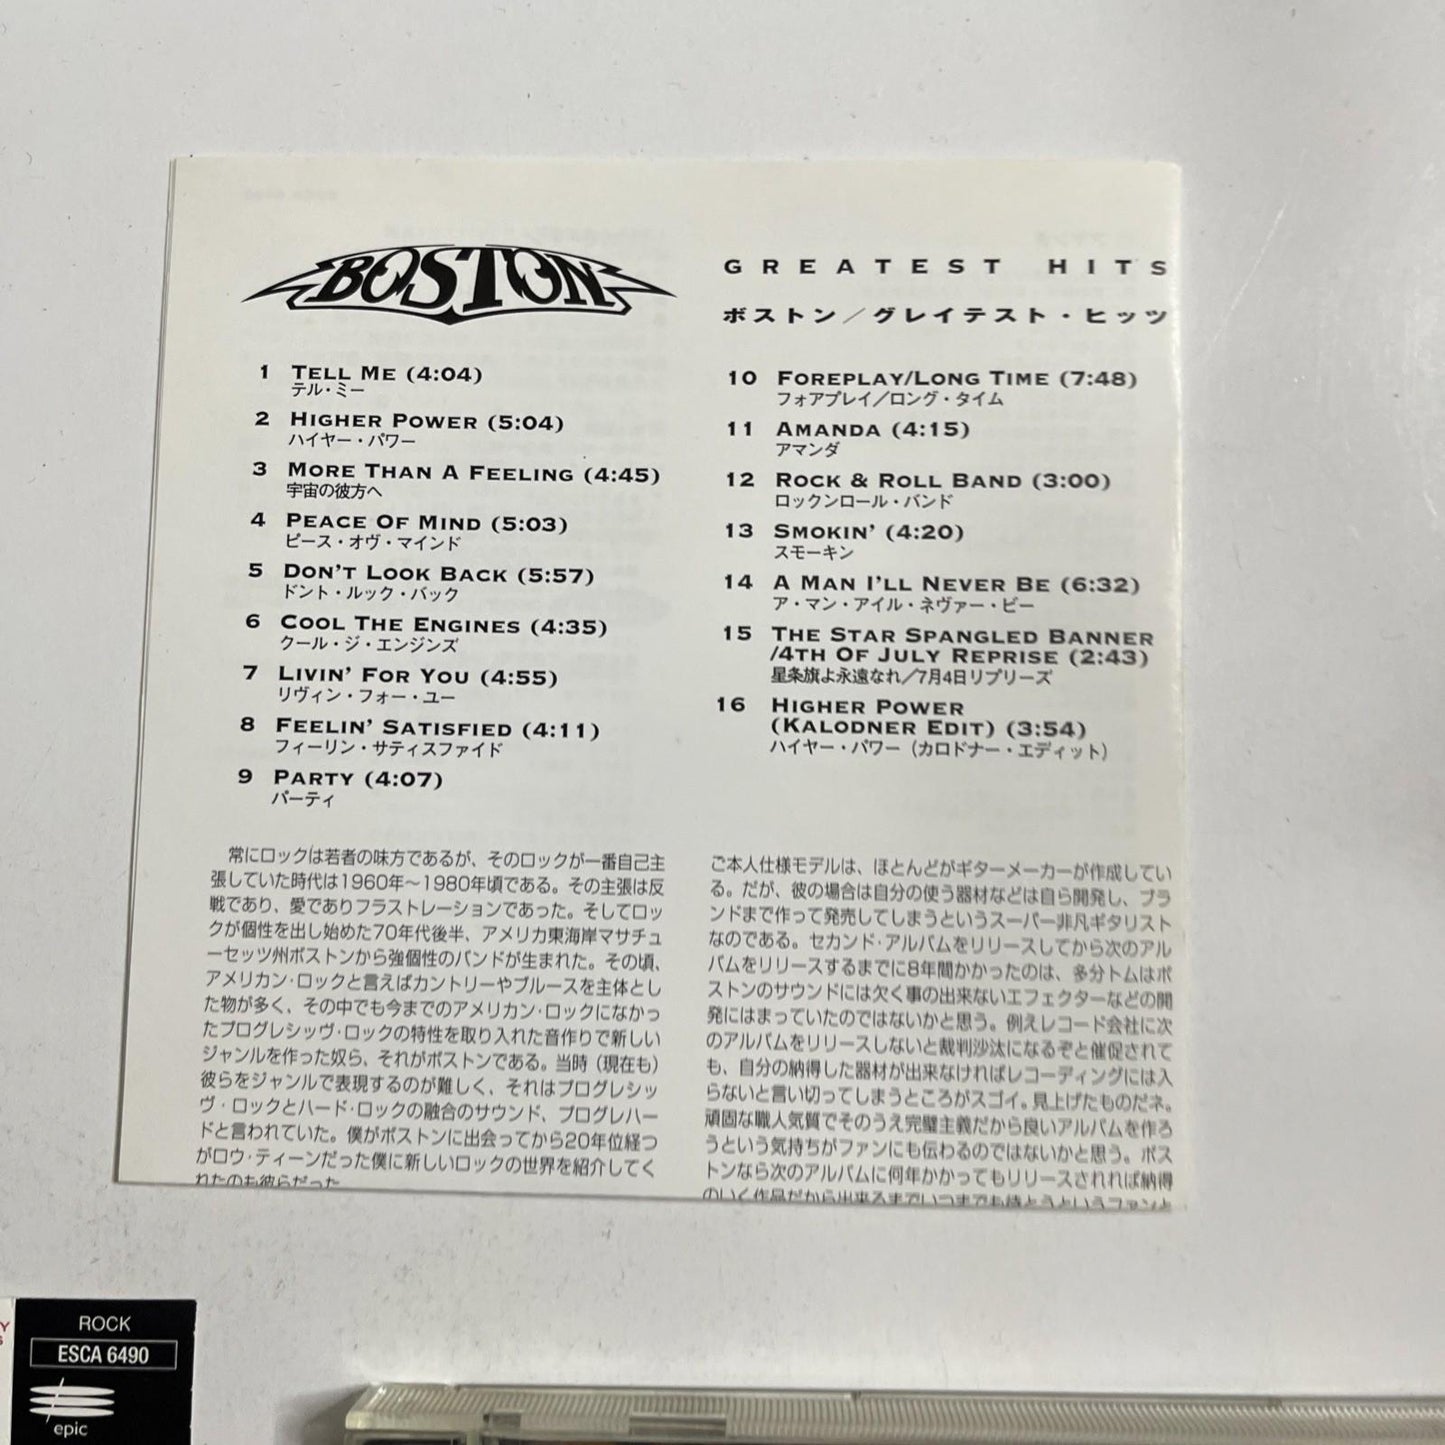 BOSTON
GREATEST HITS
ボストン／グレイテスト・ヒッツ
1 TELL ME (4:04)
テル・ミー
2 HIGHER POWER (5:04)
ハイヤー・パワー
3 MORE THAN A FEELING (4:45)
宇宙の彼方へ
4 PEACE OF MIND (5:03)
ピース・オヴ・マインド
5 DON'T LOOK BACK (5:57)
ドント・ルック・バック
6 COOL THE ENGINES (4:35)
クール・ジ・エンジンズ
7 LIVIN' FOR YOU (4:55)
リヴィン・フォー・ユー
8 FEELIN' SATISFIED (4:11)
フィーリン・サティスファイド
9 PARTY (4:07)
パーティ
10 FOREPLAY/LONG TIME (7:48)
フォアプレイ／ロング・タイム
11 AMANDA (4:15)
アマンダ
12 ROCK & ROLL BAND (3:00)
ロックンロール・バンド
13 SMOKIN' (4:20)
スモーキン
14 A MAN I'LL NEVER BE (6:32)
ア・マン・アイル・ネヴァー・ビー
15 THE STAR SPANGLED BANNER
/4TH OF JULY REPRISE (2:43)
星条旗よ永遠なれ／7月4日リプリーズ
16 HIGHER POWER
(KALODNER EDIT) (3:54)
ハイヤー・パワー（カロドナー・エディット）
常にロックは若者の味方であるが、そのロックが一番自己主
張していた時代は1960年〜1980年頃である。その主張は反
戦であり、愛でありフラストレーションであった。そしてロッ
クが個性を出し始めた70年代後半、アメリカ東海岸マサチュ
ーセッツ州ボストンから強個性のバンドが生まれた。その頃、
アメリカン・ロックと言えばカントリーやブルースを主体とし
た物が多く、その中でも今までのアメリカン・ロックになかっ
たプログレシッヴ・ロックの特性を取り入れた音作りで新しい
ジャンルを作った奴ら、それがボストンである。当時（現在も）
彼らをジャンルで表現するのが難しく、それはプログレシッ
ヴ・ロックとハード・ロックの融合のサウンド、プログレハー
ドと言われていた。僕がボストンに出会ってから20年位経つ
がロウ・ティーンだった僕に新しいロックの世界を紹介してく
れたのも彼らだった
ご本人仕様モデルは、ほとんどがギターメーカーが作成してい
る。だが、彼の場合は自分の使う器材などは自ら開発し、ブラ
ンドまで作って発売してしまうというスーパー非凡ギタリスト
なのである。セカンド・アルバムをリリースしてから次のアル
バムをリリースするまでに8年間かかったのは、多分トムはボ
ストンのサウンドには欠く事の出来ないエフェクターなどの開
発にはまっていたのではないかと思う。例えレコード会社に次
のアルバムをリリースしないと裁判沙汰になるぞと催促されて
も、自分の納得した器材が出来なければレコーディングには入
らないと言い切ってしまうところがスゴイ。見上げたものだネ。
頑固な職人気質でそのうえ完璧主義だから良いアルバムを作ろ
うという気持ちがファンにも伝わるのではないかと思う。ボス
トンなら次のアルバムに何年かかってもリリースされれば納得
のいく作品だから出来るまでいつまでも待とうというファンと
Y
S
ROCK
ESCA 6490
epic